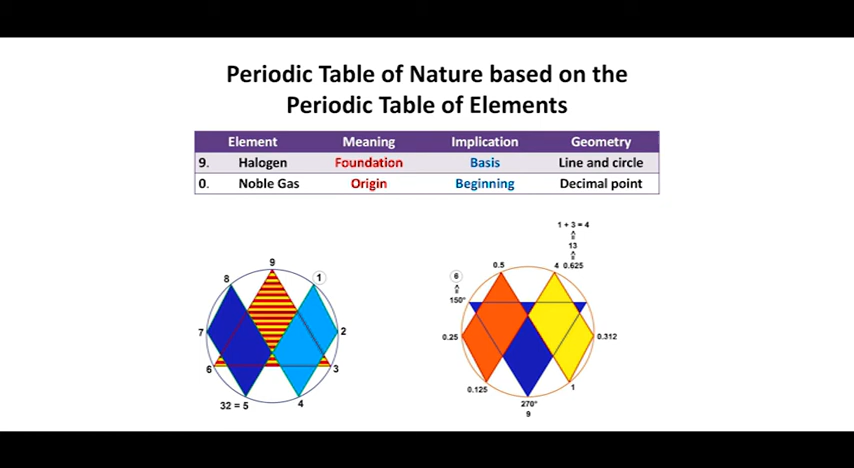 Periodic Table of Nature based on the
Periodic Table of Elements
Element Meaning Implication Geometry
9. Halogen Foundation Basis Line and circle
0. Noble Gas Origin Beginning Decimal point
1 + 3 = 4
13
9
8
1
7
2
6
3
32 = 5
4
0.5
4 0.625
6
150°
0.25
0.312
0.125
1
270°
9